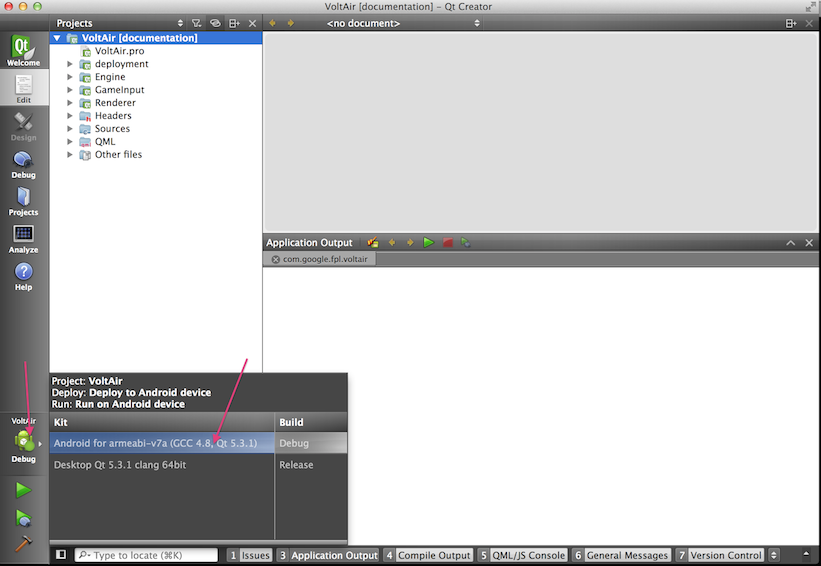 VoltAir [documentation] – Qt Creator
Projects
<no document>
Qt
Welcome
Edit
Design
Debug
Projects
Analyze
Help
VoltAir [documentation]
VoltAir.pro
deployment
Engine
GameInput
Renderer
Headers
Sources
QML
Other files
Application Output
com.google.fpl.voltair
Project: VoltAir
Deploy: Deploy to Android device
Run: Run on Android device
VoltAir
Debug
Kit Build
Android for armeabi-v7a (GCC 4.8, Qt 5.3.1) Debug
Desktop Qt 5.3.1 clang 64bit Release
Type to locate (⌘K) 1 Issues 3 Application Output 4 Compile Output 5 QML/JS Console 6 General Messages 7 Version Control